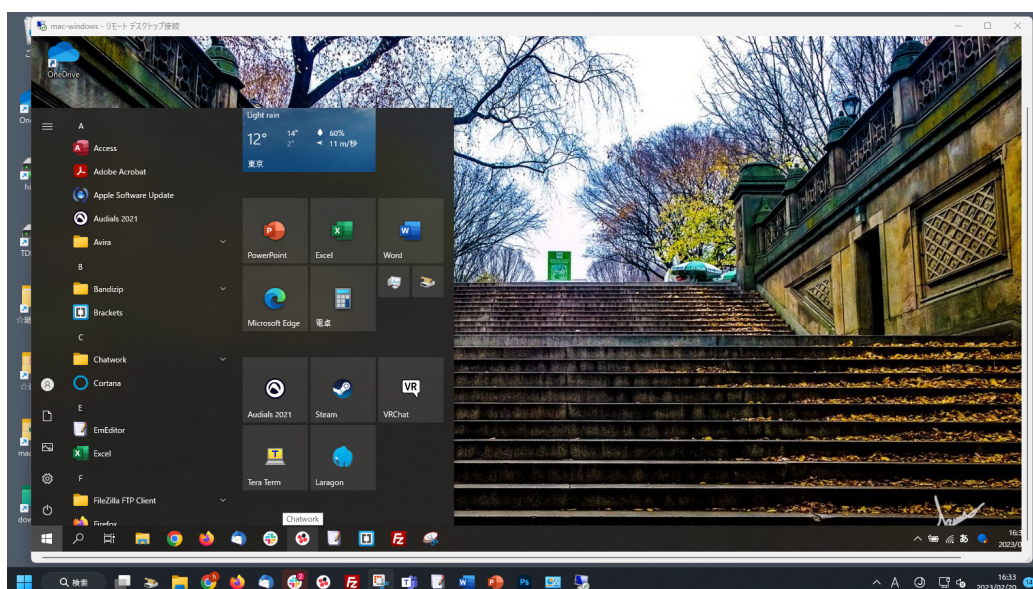 mac-windows - リモート デスクトップ接続
OneDrive
Light rain
12°
14°
2°
60%
11 m/秒
東京
A
Access
Adobe Acrobat
Apple Software Update
Audials 2021
Avira
B
Bandizip
Brackets
C
Chatwork
Cortana
E
EmEditor
Excel
F
FileZilla FTP Client
Firefox
PowerPoint
Excel
Word
Microsoft Edge
電卓
Audials 2021
Steam
VRChat
Tera Term
Laragon
Chatwork
あ
16:3
2023/0
検索
A
16:33
2023/02/20